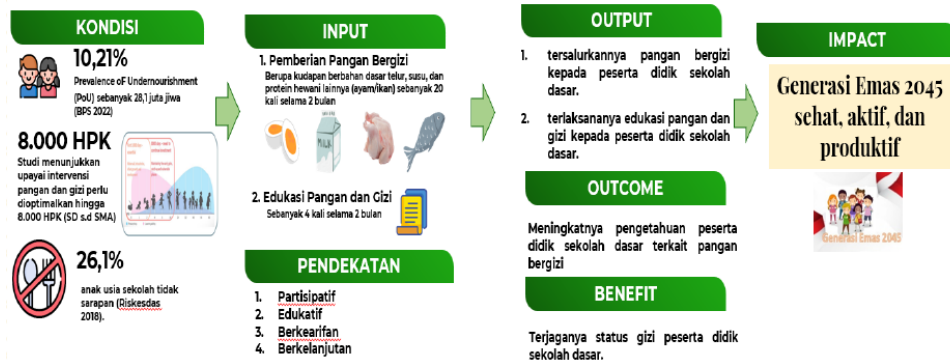 KONDISI
10,21%
Prevalence oF Undernourishment
(PoU) sebanyak 28,1 juta jiwa
(BPS 2022)
8.000 HPK
Studi menunjukkan
upayai intervensi
pangan dan gizi perlu
dioptimalkan hingga
8.000 HPK (SD s.d SMA)
26,1%
anak usia sekolah tidak
sarapan (Riskesdas
2018).
INPUT
1. Pemberian Pangan Bergizi
Berupa kudapan berbahan dasar telur, susu, dan
protein hewani lainnya (ayam/ikan) sebanyak 20
kali selama 2 bulan
MILK
2. Edukasi Pangan dan Gizi
Sebanyak 4 kali selama 2 bulan
PENDEKATAN
1. Partisipatif
2. Edukatif
3. Berkearifan
4. Berkelanjutan
OUTPUT
1. tersalurkannya pangan bergizi
kepada peserta didik sekolah
dasar.
2. terlaksananya edukasi pangan dan
gizi kepada peserta didik sekolah
dasar.
OUTCOME
Meningkatnya pengetahuan peserta
didik sekolah dasar terkait pangan
bergizi
BENEFIT
Terjaganya status gizi peserta didik
sekolah dasar.
IMPACT
Generasi Emas 2045
sehat, aktif, dan
produktif
Generasi Emas 2045